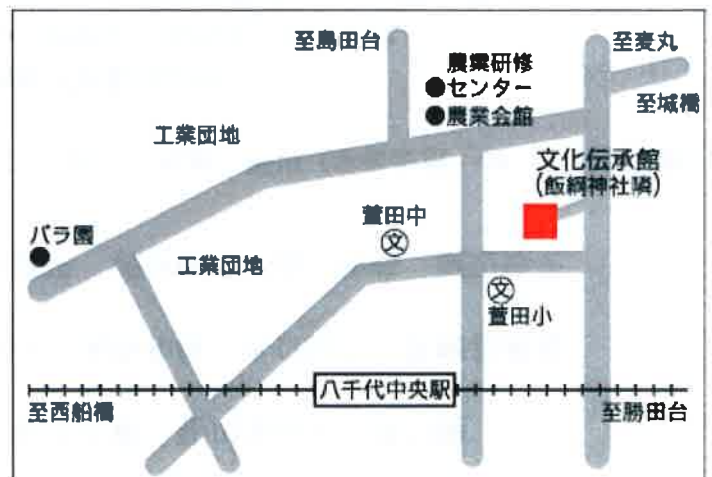 至島田台
至麦丸
農業研修
センター
農業会館
至城橋
工業団地
文化伝承館
(飯綱神社隣)
萱田中
文
バラ園
工業団地
文
萱田小
八千代中央駅
至西船橋
至勝田台